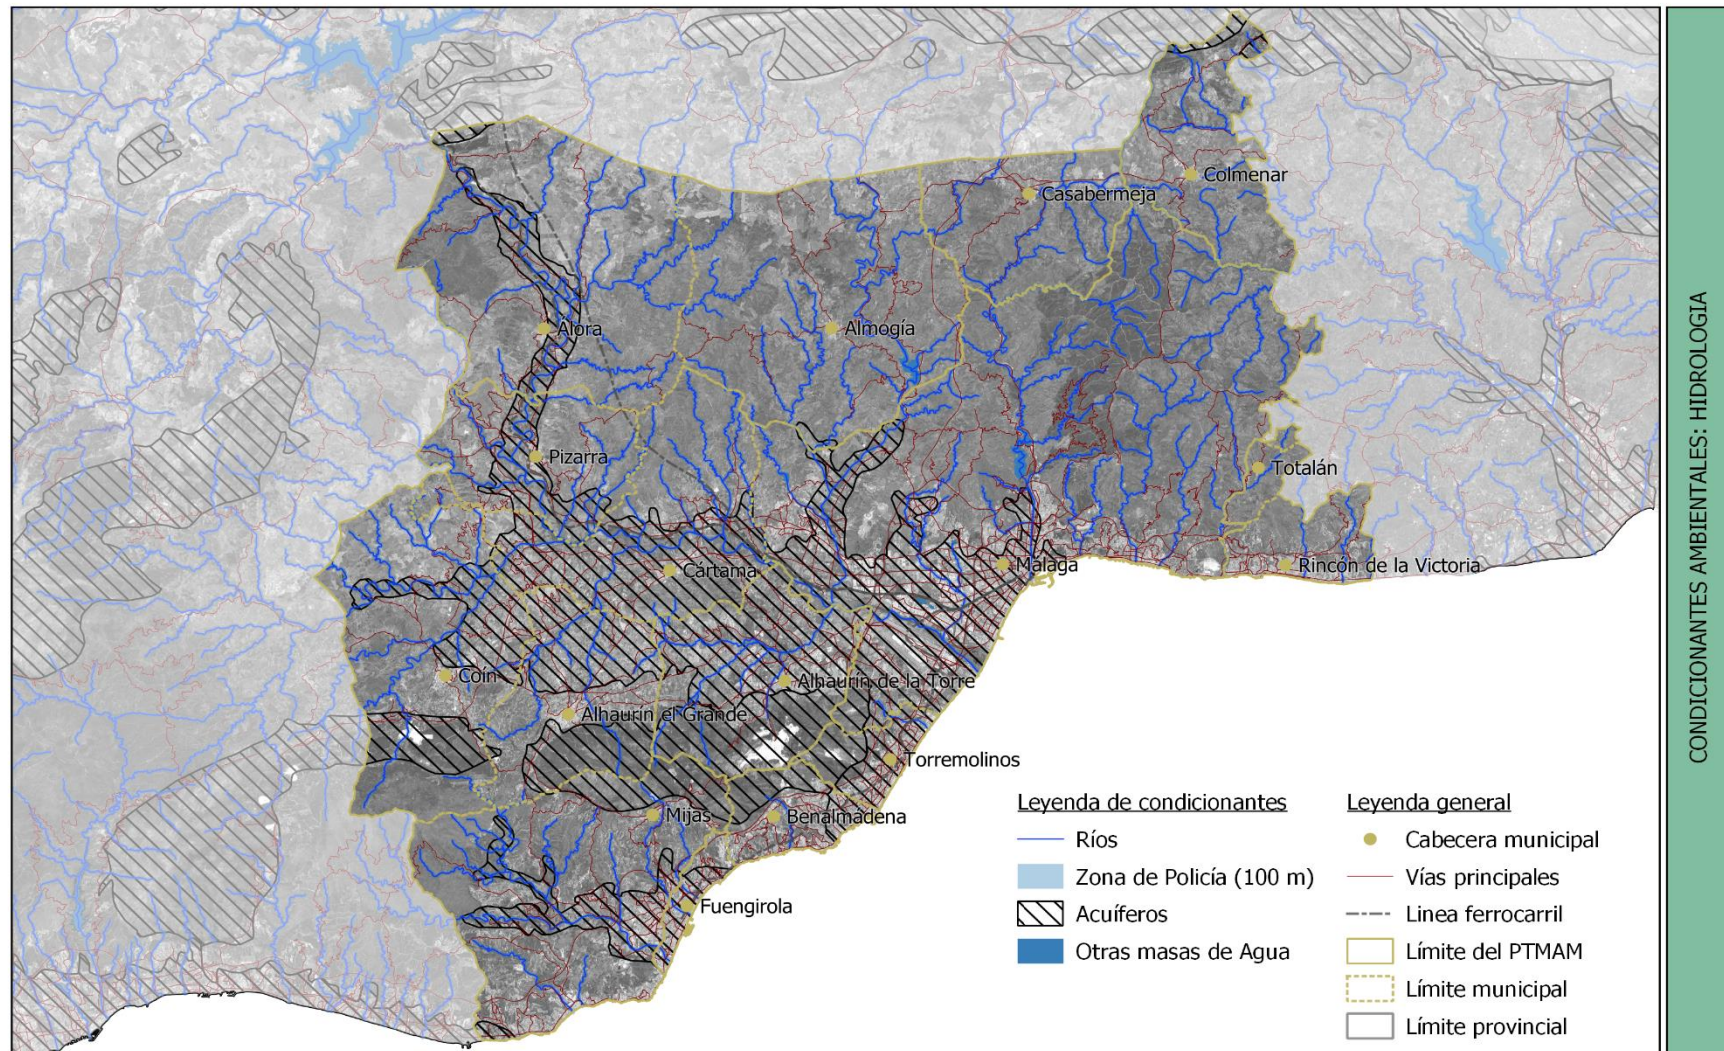 CONDICIONANTES AMBIENTALES: HIDROLOGIA
Colmenar
Casabermeja
Álora
Almogía
Pizarra
Totalán
Cártama
Málaga
Rincón de la Victoria
Coín
Alhaurín de la Torre
Alhaurín el Grande
Torremolinos
Mijas
Benalmádena
Fuengirola
Leyenda de condicionantes
Ríos
Zona de Policía (100 m)
Acuíferos
Otras masas de Agua
Leyenda general
Cabecera municipal
Vías principales
Linea ferrocarril
Límite del PTMAM
Límite municipal
Límite provincial